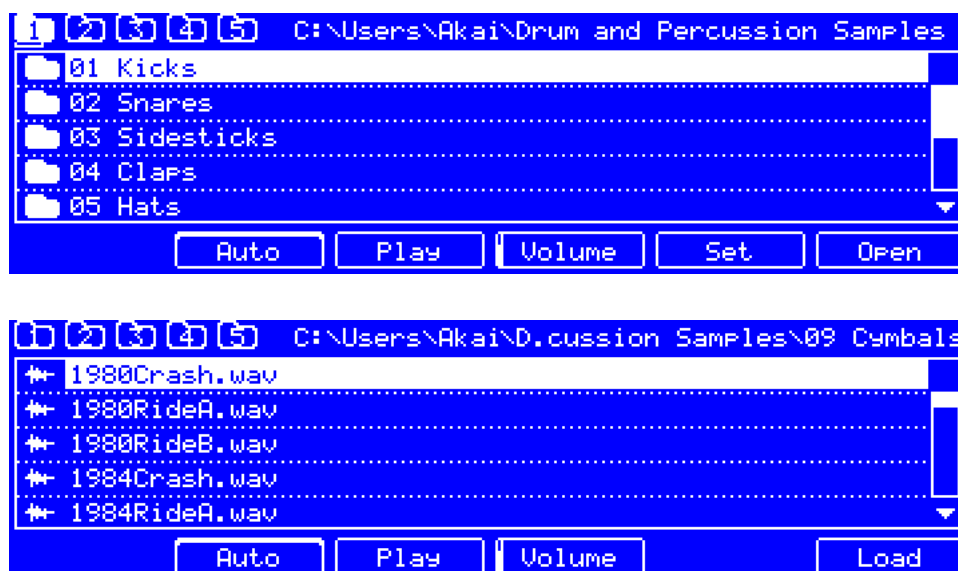 1 2 3 4 5 C:\Users\Akai\Drum and Percussion Samples
01 Kicks
02 Snares
03 Sidesticks
04 Claps
05 Hats
Auto Play Volume Set Open
1 2 3 4 5 C:\Users\Akai\D.cussion Samples\09 Cymbals
1980Crash.wav
1980RideA.wav
1980RideB.wav
1984Crash.wav
1984RideA.wav
Auto Play Volume Load